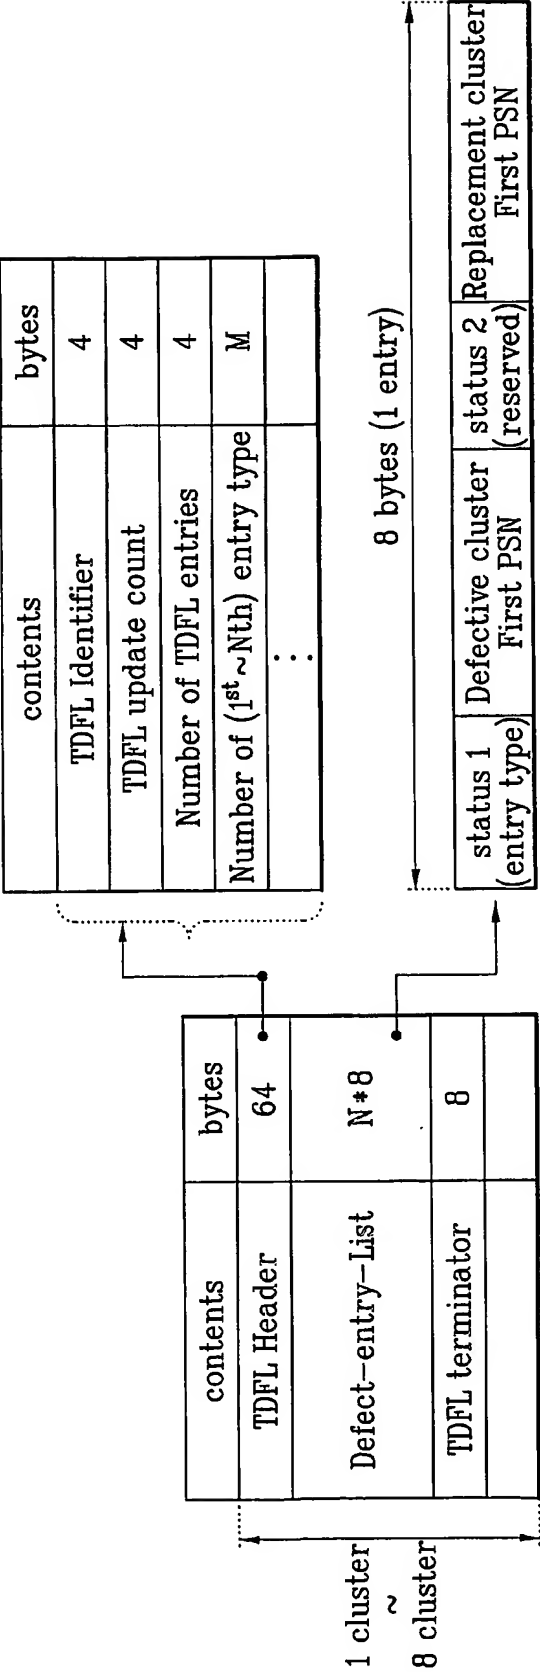 contents bytes
TDFL Header 64
Defect-entry-List N*8
TDFL terminator 8
1 cluster
~
8 cluster
contents bytes
TDFL Identifier 4
TDFL update count 4
Number of TDFL entries 4
Number of (1st~Nth) entry type M
⋮
8 bytes (1 entry)
status 1
(entry type)
Defective cluster
First PSN
status 2
(reserved)
Replacement cluster
First PSN